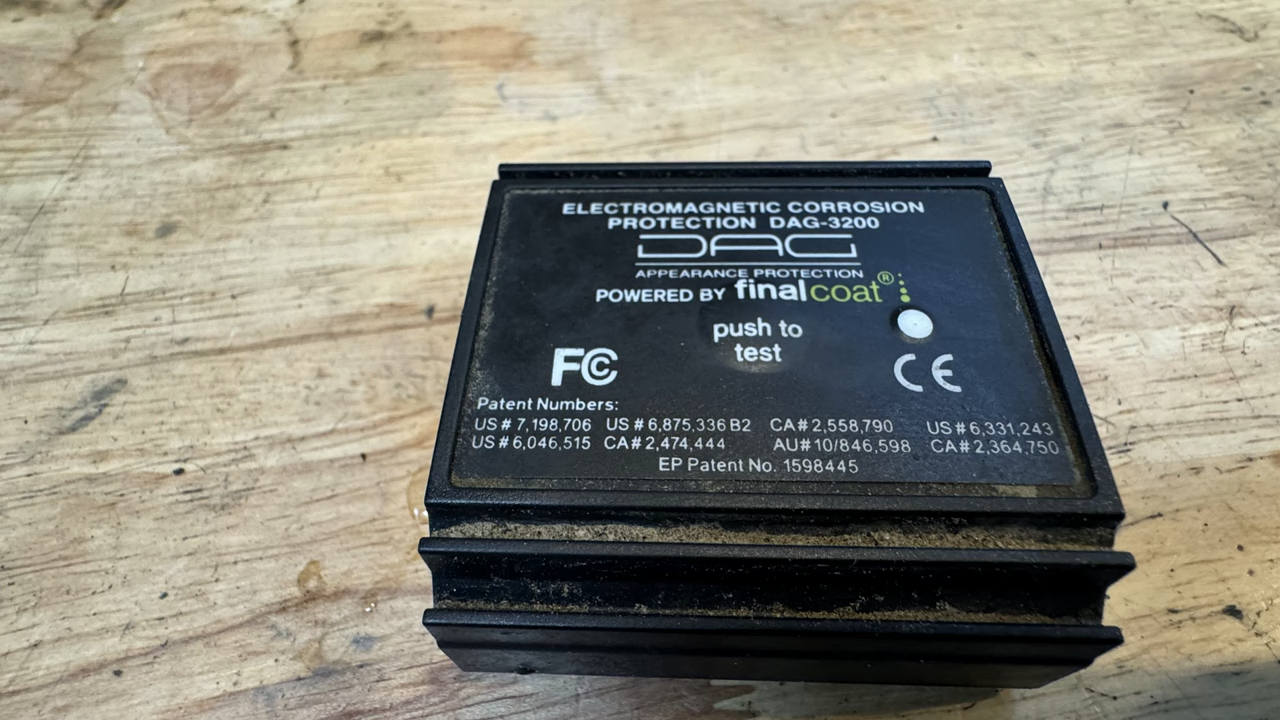 ELECTROMAGNETIC CORROSION
PROTECTION DAG-3200
DAG
APPEARANCE PROTECTION
POWERED BY finalcoat®
push to
test
FCC
CE
Patent Numbers:
US # 7,198,706 US # 6,875,336 B2 CA# 2,558,790 US # 6,331,243
US # 6,046,515 CA# 2,474,444 AU# 10/846,598 CA# 2,364,750
EP Patent No. 1598445